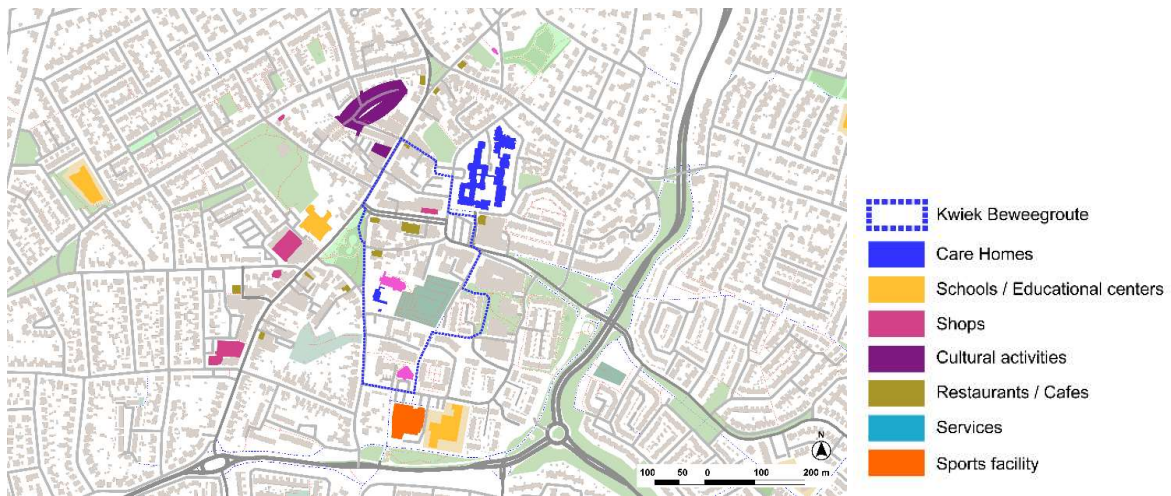 Kwiek Beweegroute
Care Homes
Schools / Educational centers
Shops
Cultural activities
Restaurants / Cafes
Services
Sports facility
N
100 50 0 100 200 m